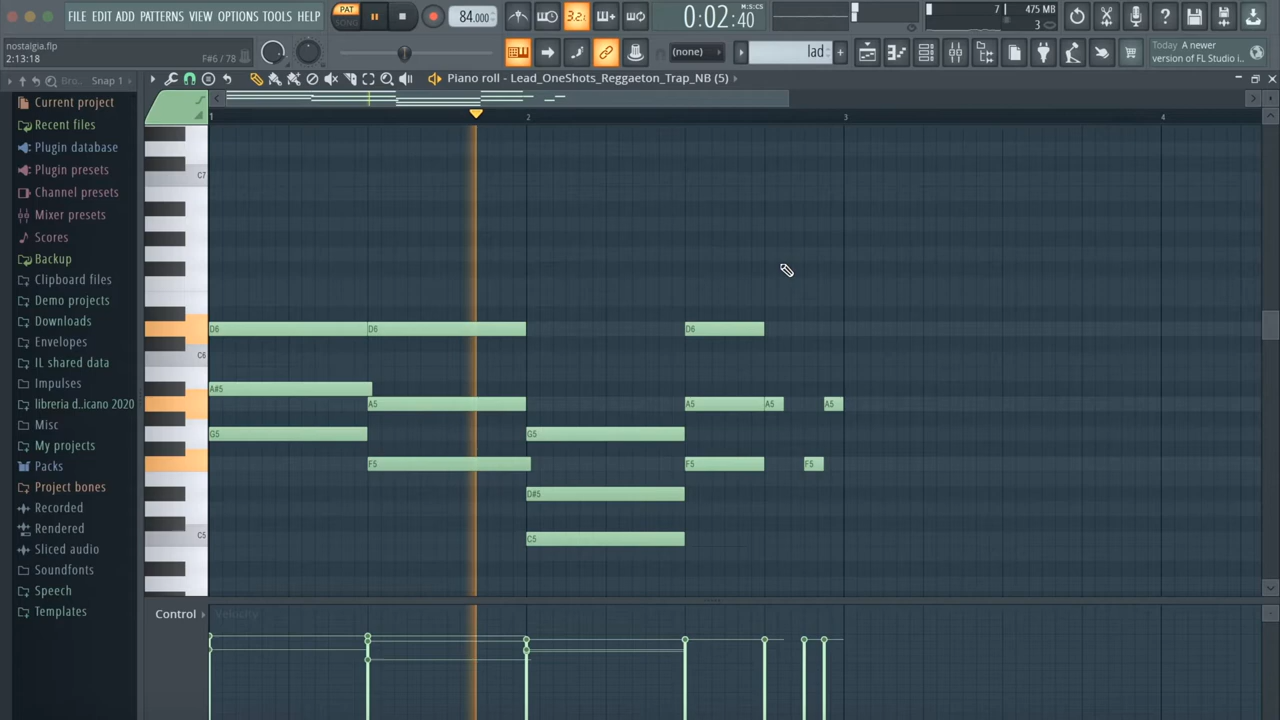 FILE EDIT ADD PATTERNS VIEW OPTIONS TOOLS HELP
PAT
SONG
84.000
3.2.
0:02:40
M:S:CS
7
475 MB
3
nostalgia.flp
2:13:18
F#6 / 78
(none)
lad
Today A newer
version of FL Studio i..
Bro..
Snap 1
Piano roll - Lead_OneShots_Reggaeton_Trap_NB (5)
Current project
Recent files
Plugin database
Plugin presets
Channel presets
Mixer presets
Scores
Backup
Clipboard files
Demo projects
Downloads
Envelopes
IL shared data
Impulses
libreria d..icano 2020
Misc
My projects
Packs
Project bones
Recorded
Rendered
Sliced audio
Soundfonts
Speech
Templates
1
2
3
4
C7
D6
D6
D6
C6
A#5
A5
A5
A5
A5
G5
G5
F5
F5
F5
D#5
C5
C5
Control
Velocity